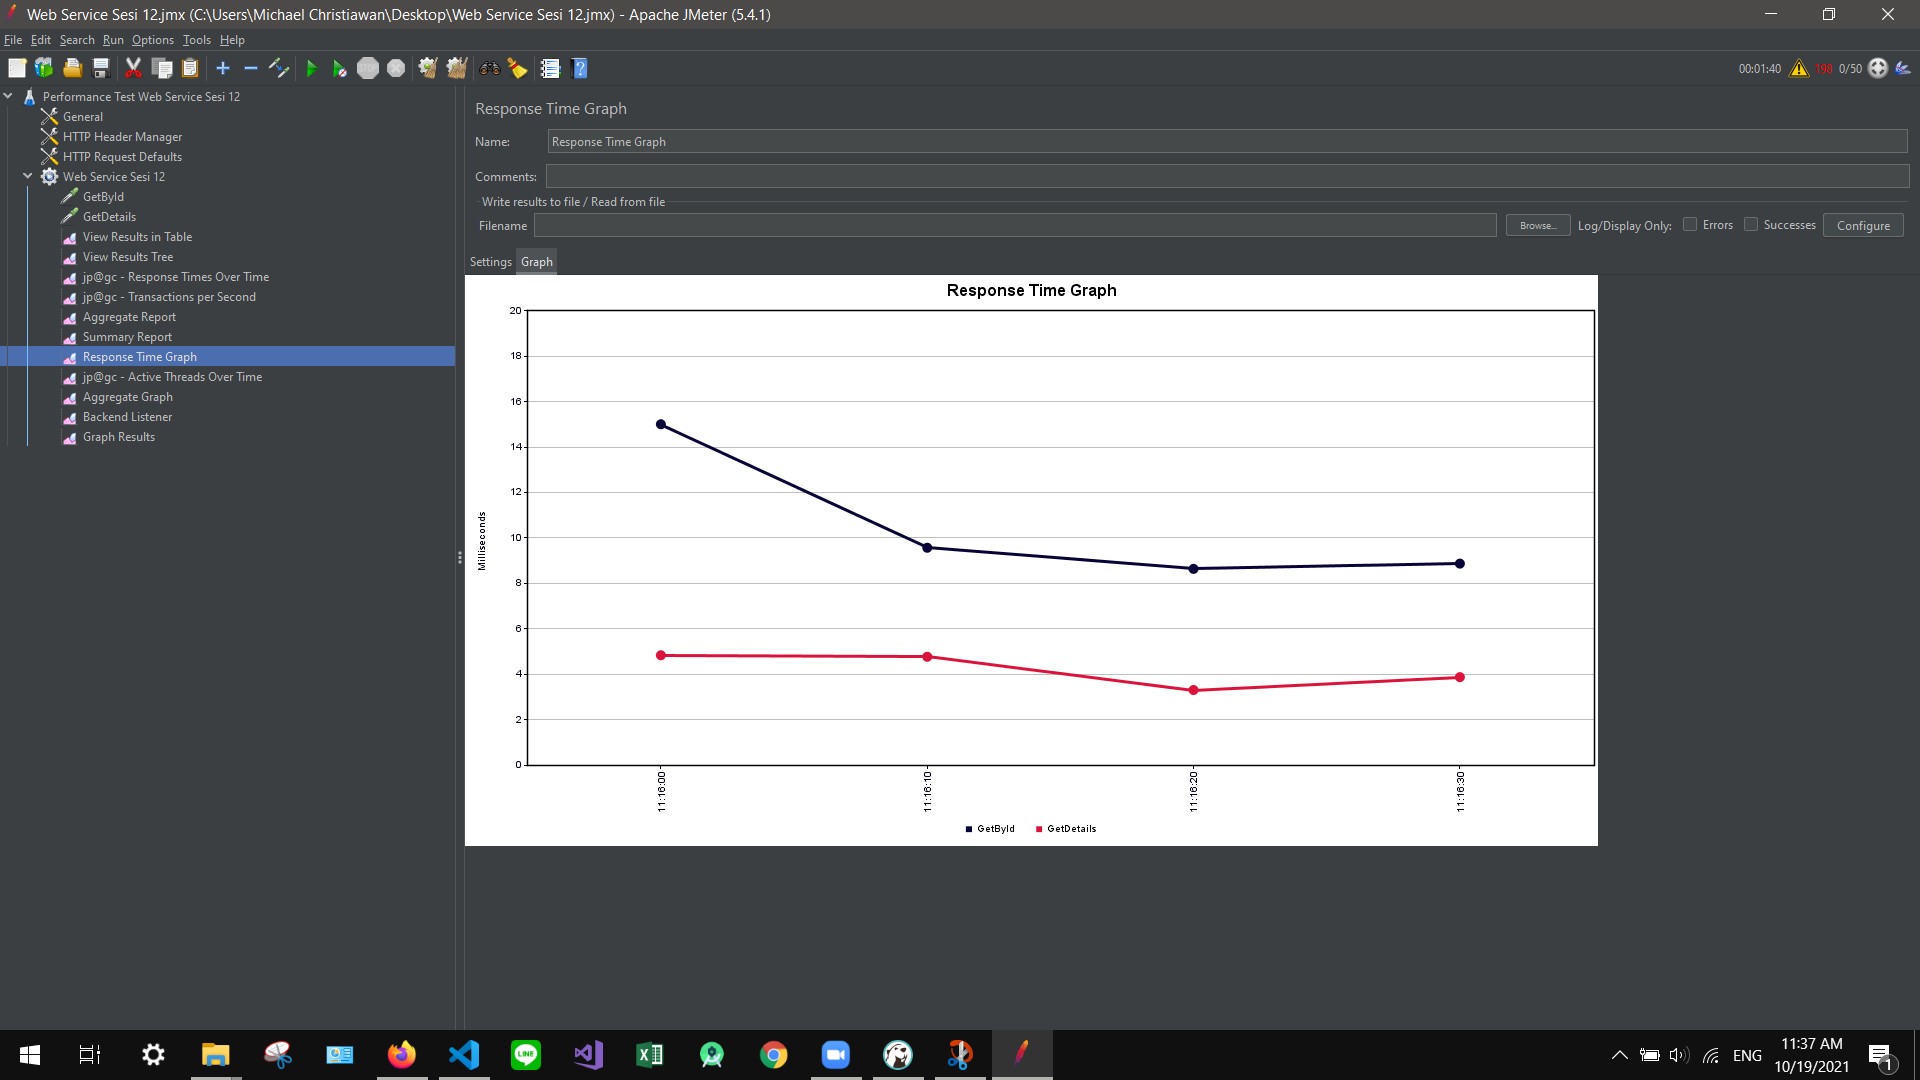 Web Service Sesi 12.jmx (C:\Users\Michael Christiawan\Desktop\Web Service Sesi 12.jmx) - Apache JMeter (5.4.1)
File Edit Search Run Options Tools Help
00:01:40 198 0/50
Performance Test Web Service Sesi 12
General
HTTP Header Manager
HTTP Request Defaults
Web Service Sesi 12
GetById
GetDetails
View Results in Table
View Results Tree
jp@gc - Response Times Over Time
jp@gc - Transactions per Second
Aggregate Report
Summary Report
Response Time Graph
jp@gc - Active Threads Over Time
Aggregate Graph
Backend Listener
Graph Results
Response Time Graph
Name: Response Time Graph
Comments:
Write results to file / Read from file
Filename Browse... Log/Display Only: Errors Successes Configure
Settings Graph
Response Time Graph
20
18
16
14
12
10
8
6
4
2
0
Milliseconds
11:16:00 11:16:10 11:16:20 11:16:30
GetById GetDetails
LINE
ENG
11:37 AM
10/19/2021
1